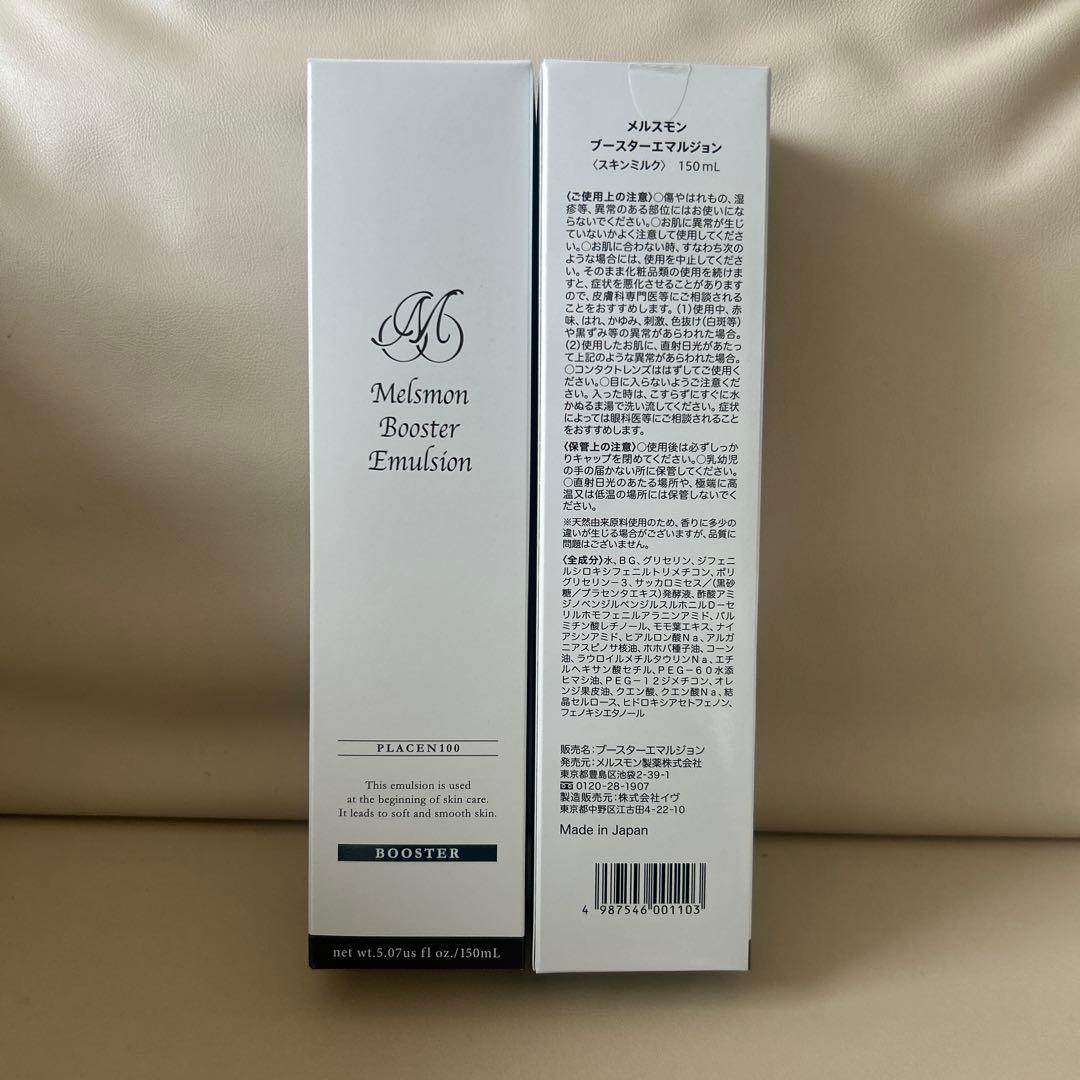 M
Melsmon
Booster
Emulsion
PLACEN100
This emulsion is used
at the beginning of skin care.
It leads to soft and smooth skin.
BOOSTER
net wt.5.07us fl oz./150mL
メルスモン
ブースターエマルジョン
〈スキンミルク〉 150mL
〈ご使用上の注意〉○傷やはれもの、湿
疹等、異常のある部位にはお使いにな
らないでください。○お肌に異常が生じ
ていないかよく注意して使用してくださ
い。○お肌に合わない時、すなわち次の
ような場合には、使用を中止してくださ
い。そのまま化粧品類の使用を続けま
すと、症状を悪化させることがあります
ので、皮膚科専門医等にご相談される
ことをおすすめします。(1)使用中、赤
味、はれ、かゆみ、刺激、色抜け(白斑等)
や黒ずみ等の異常があらわれた場合。
(2)使用したお肌に、直射日光があたっ
て上記のような異常があらわれた場合。
○コンタクトレンズははずしてご使用く
ださい。○目に入らないようご注意くだ
さい。入った時は、こすらずにすぐに水
かぬるま湯で洗い流してください。症状
によっては眼科医等にご相談されること
をおすすめします。
〈保管上の注意〉○使用後は必ずしっか
りキャップを閉めてください。○乳幼児
の手の届かない所に保管してください。
○直射日光のあたる場所や、極端に高
温又は低温の場所には保管しないでく
ださい。
※天然由来原料使用のため、香りに多少の
違いが生じる場合がございますが、品質に
問題はございません。
〈全成分〉水、BG、グリセリン、ジフェニ
ルシロキシフェニルトリメチコン、ポリ
グリセリン-3、サッカロミセス/(黒砂
糖/プラセンタエキス)発酵液、酢酸アミ
ジノベンジルベンジルスルホニルD-セ
リルホモフェニルアラニンアミド、パル
ミチン酸レチノール、モモ葉エキス、ナイ
アシンアミド、ヒアルロン酸Na、アルガ
ニアスピノサ核油、ホホバ種子油、コーン
油、ラウロイルメチルタウリンNa、エチ
ルヘキサン酸セチル、PEG-60水添
ヒマシ油、PEG-12ジメチコン、オレ
ンジ果皮油、クエン酸、クエン酸Na、結
晶セルロース、ヒドロキシアセトフェノン、
フェノキシエタノール
販売名:ブースターエマルジョン
発売元:メルスモン製薬株式会社
東京都豊島区池袋2-39-1
0120-28-1907
製造販売元:株式会社イヴ
東京都中野区江古田4-22-10
Made in Japan
4 987546 001103